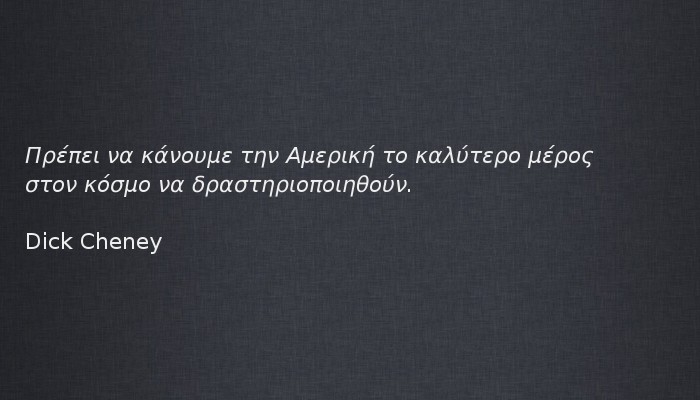 Πρέπει να κάνουμε την Αμερική το καλύτερο μέρος
στον κόσμο να δραστηριοποιηθούν.
Dick Cheney